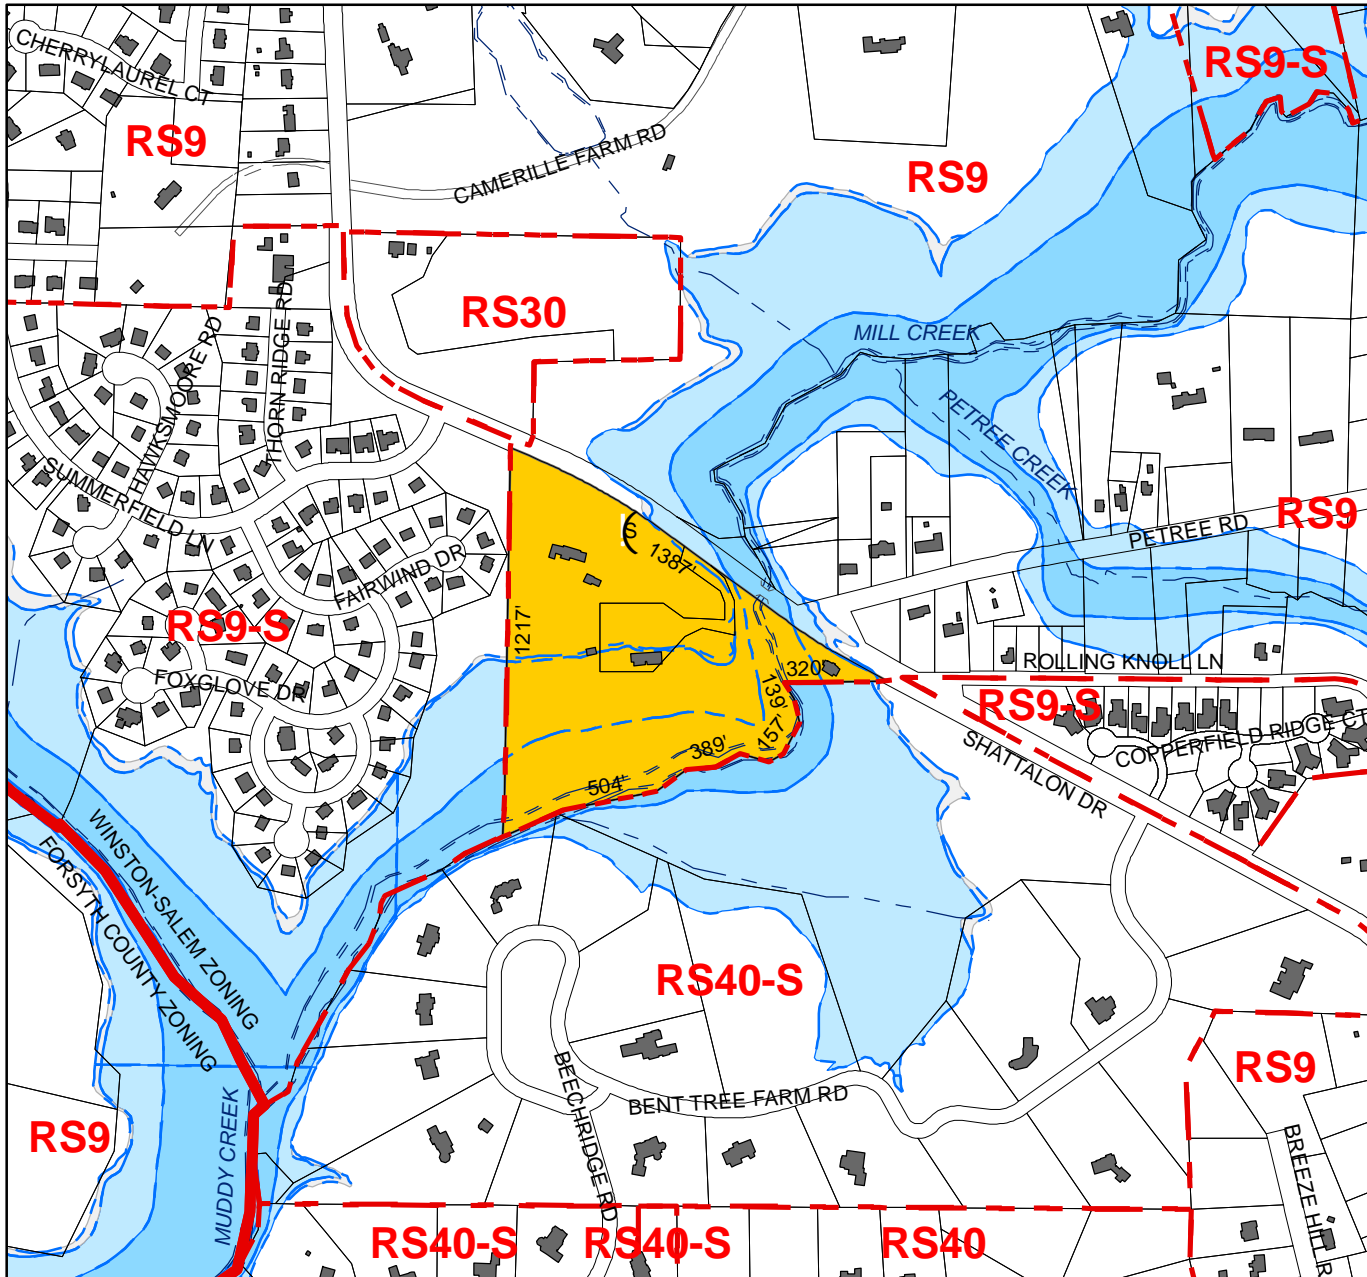 CHERRYLAUREL CT
RS9
RS9-S
CAMERILLE FARM RD
RS9
RS30
THORN RIDGE RD
HAWKSMOORE RD
MILL CREEK
PETREE CREEK
SUMMERFIELD LN
FAIRWIND DR
S
1387'
PETREE RD
RS9
RS9-S
1217'
FOXGLOVE DR
320'
139'
157'
389'
504'
ROLLING KNOLL LN
RS9-S
COPPERFIELD RIDGE CT
SHATTALON DR
WINSTON-SALEM ZONING
FORSYTH COUNTY ZONING
RS40-S
BEECHRIDGE RD
BENT TREE FARM RD
RS9
RS9
MUDDY CREEK
BREEZE HILL R
RS40-S
RS40-S
RS40